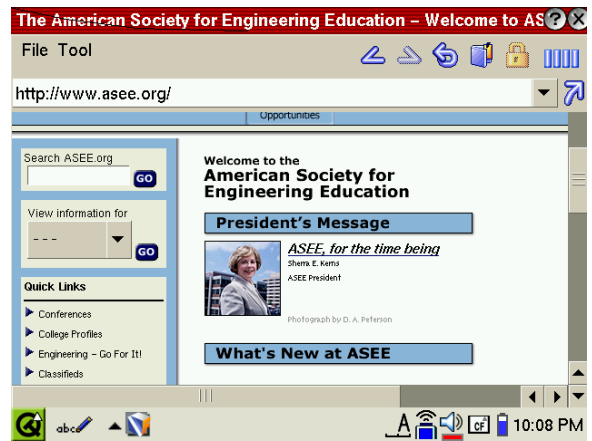 The American Society for Engineering Education – Welcome to AS
File Tool
http://www.asee.org/
Opportunities
Search ASEE.org
GO
View information for
- - -
GO
Quick Links
Conferences
College Profiles
Engineering – Go For It!
Classifieds
Welcome to the
American Society for
Engineering Education
President's Message
ASEE, for the time being
Sherra E. Kerns
ASEE President
Photograph by D. A. Peterson
What's New at ASEE
abc
A
CF
10:08 PM